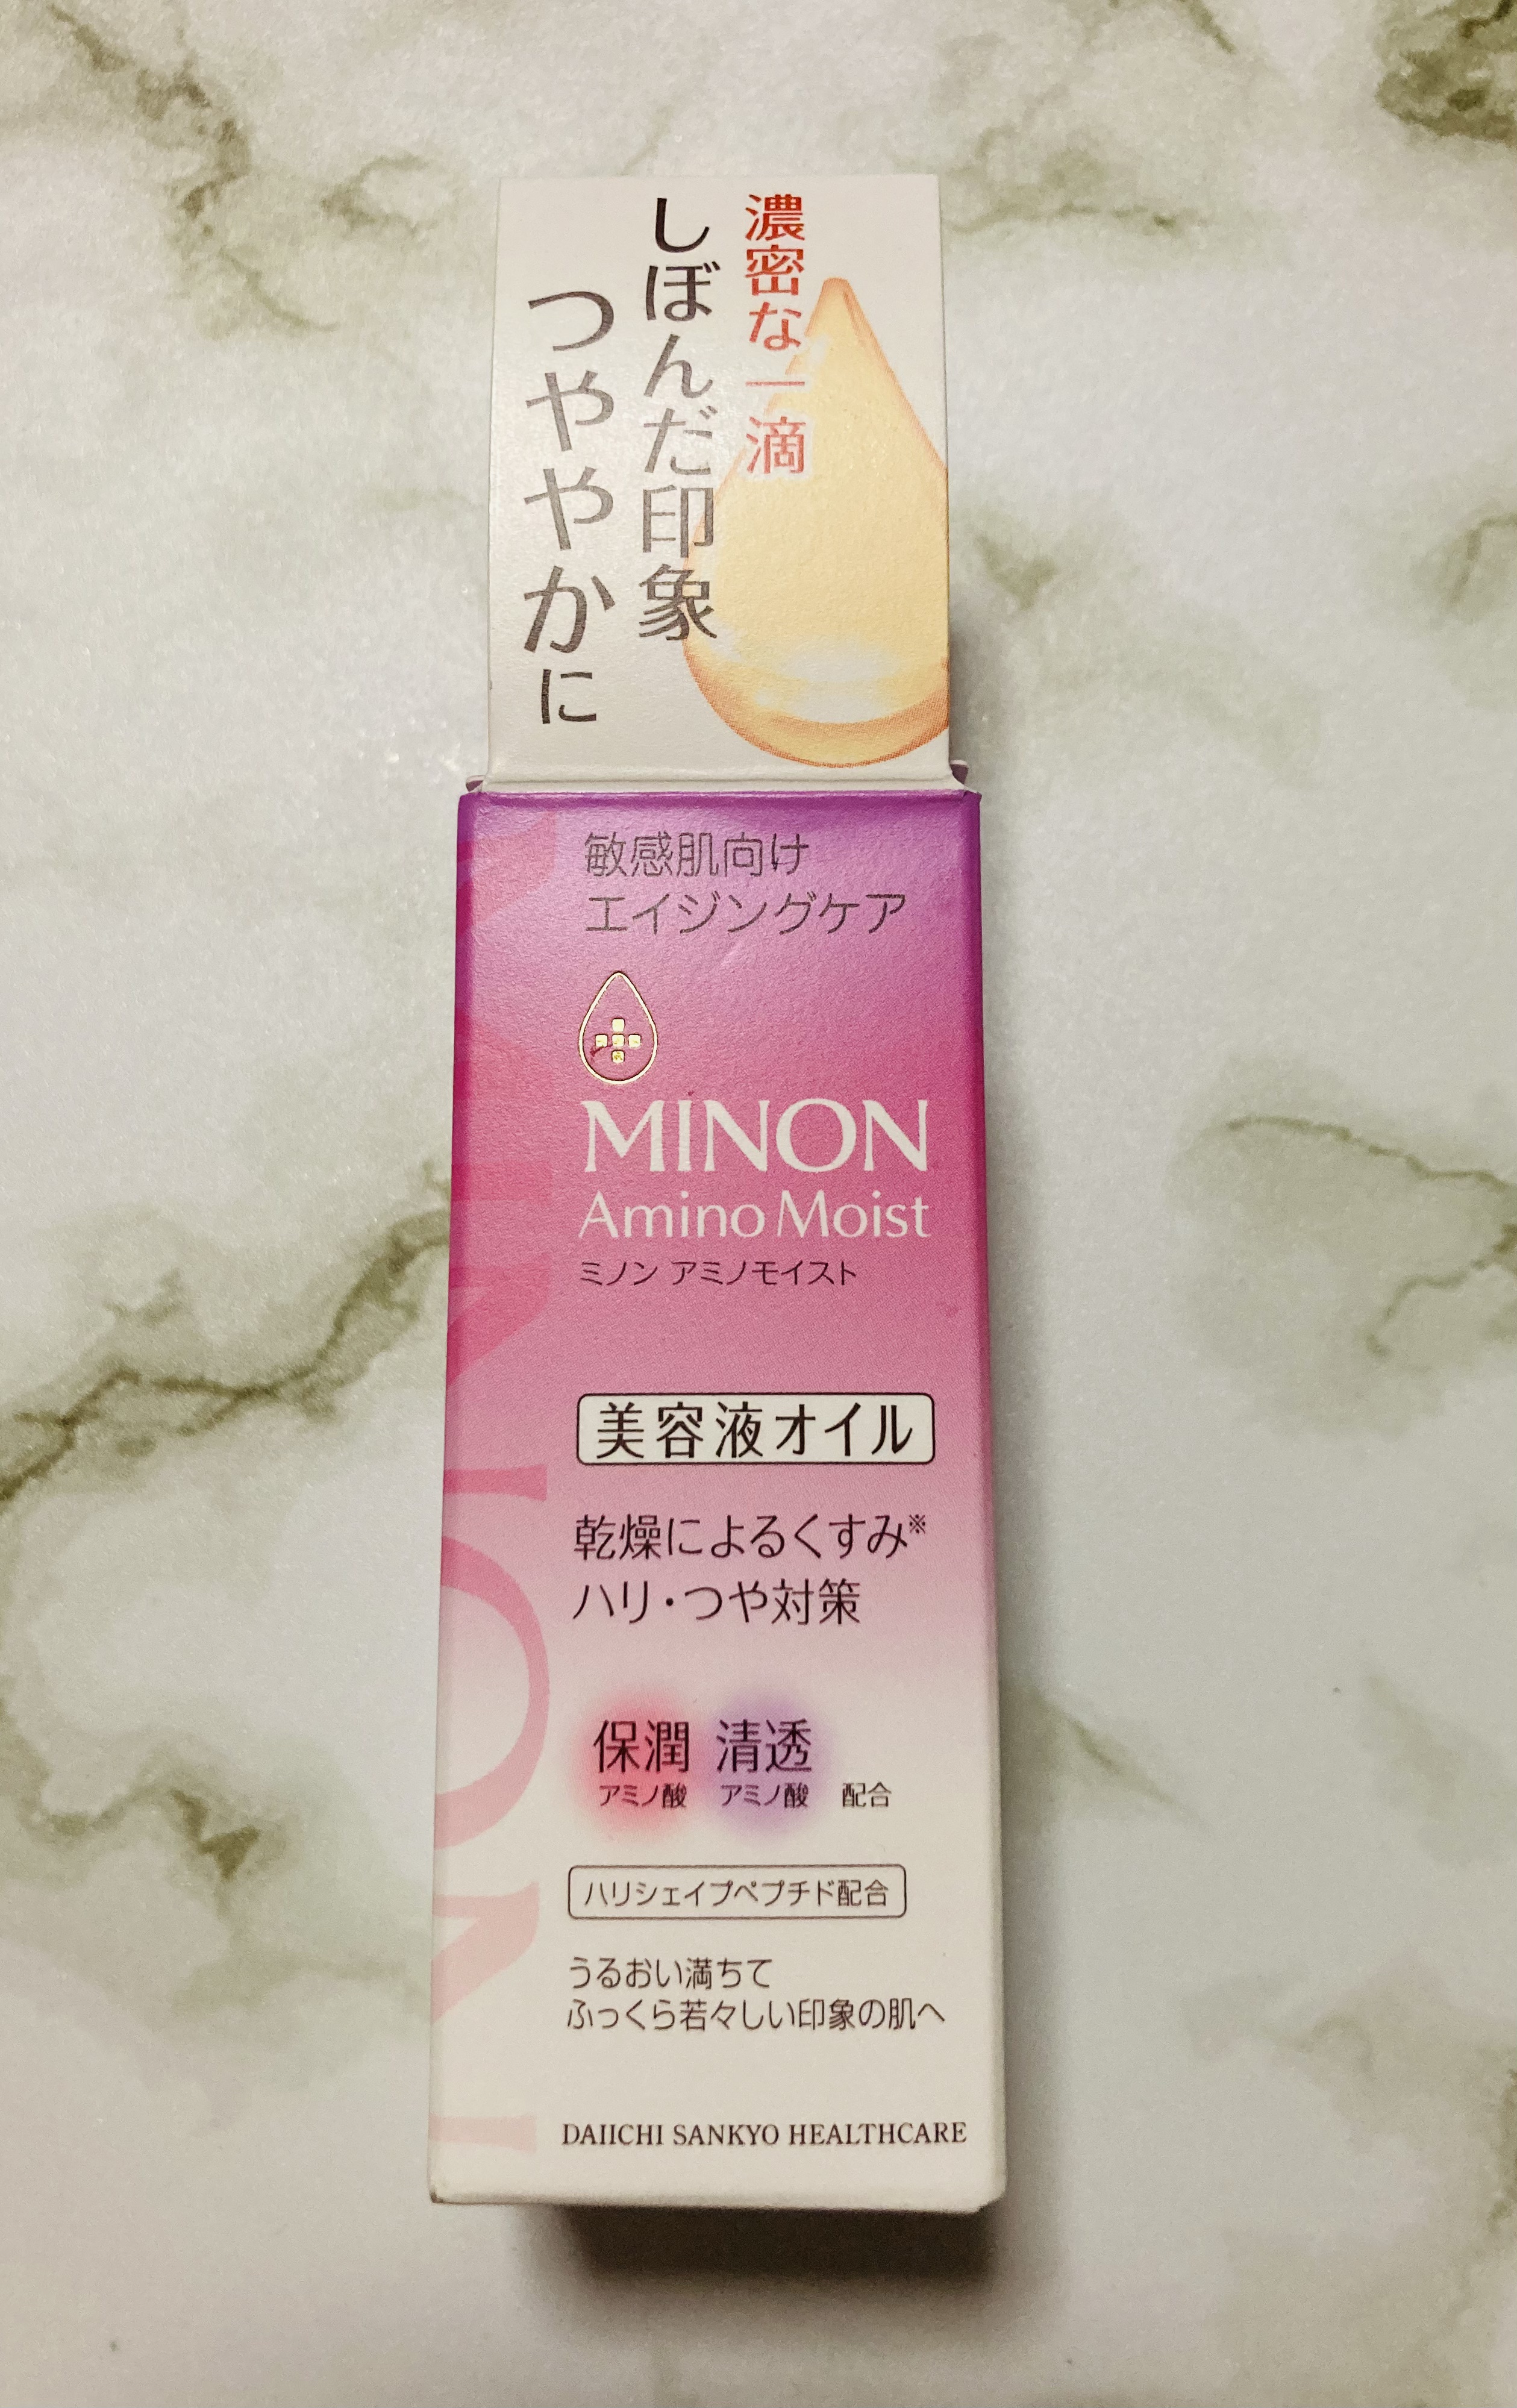 濃密な一滴
しぼんだ印象
つややかに
敏感肌向け
エイジングケア
MINON
Amino Moist
ミノン アミノモイスト
美容液オイル
乾燥によるくすみ※
ハリ・つや対策
保潤 清透
アミノ酸 アミノ酸 配合
ハリシェイプペプチド配合
うるおい満ちて
ふっくら若々しい印象の肌へ
DAIICHI SANKYO HEALTHCARE